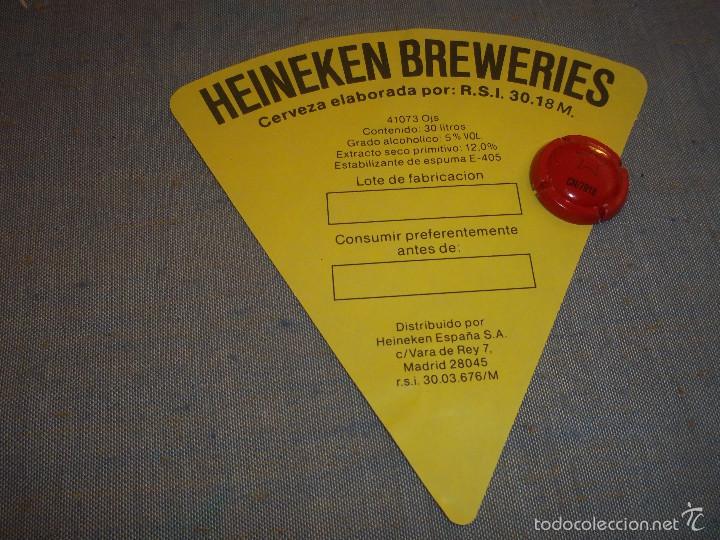 HEINEKEN BREWERIES
Cerveza elaborada por: R.S.I. 30.18 M.
41073 Ojs
Contenido: 30 litros
Grado alcoholico: 5% VOL.
Extracto seco primitivo: 12,0%
Estabilizante de espuma E-405
Lote de fabricacion
Consumir preferentemente
antes de:
Distribuido por
Heineken España S.A.
c/Vara de Rey 7,
Madrid 28045
r.s.i. 30.03.676/M
todocoleccion.net